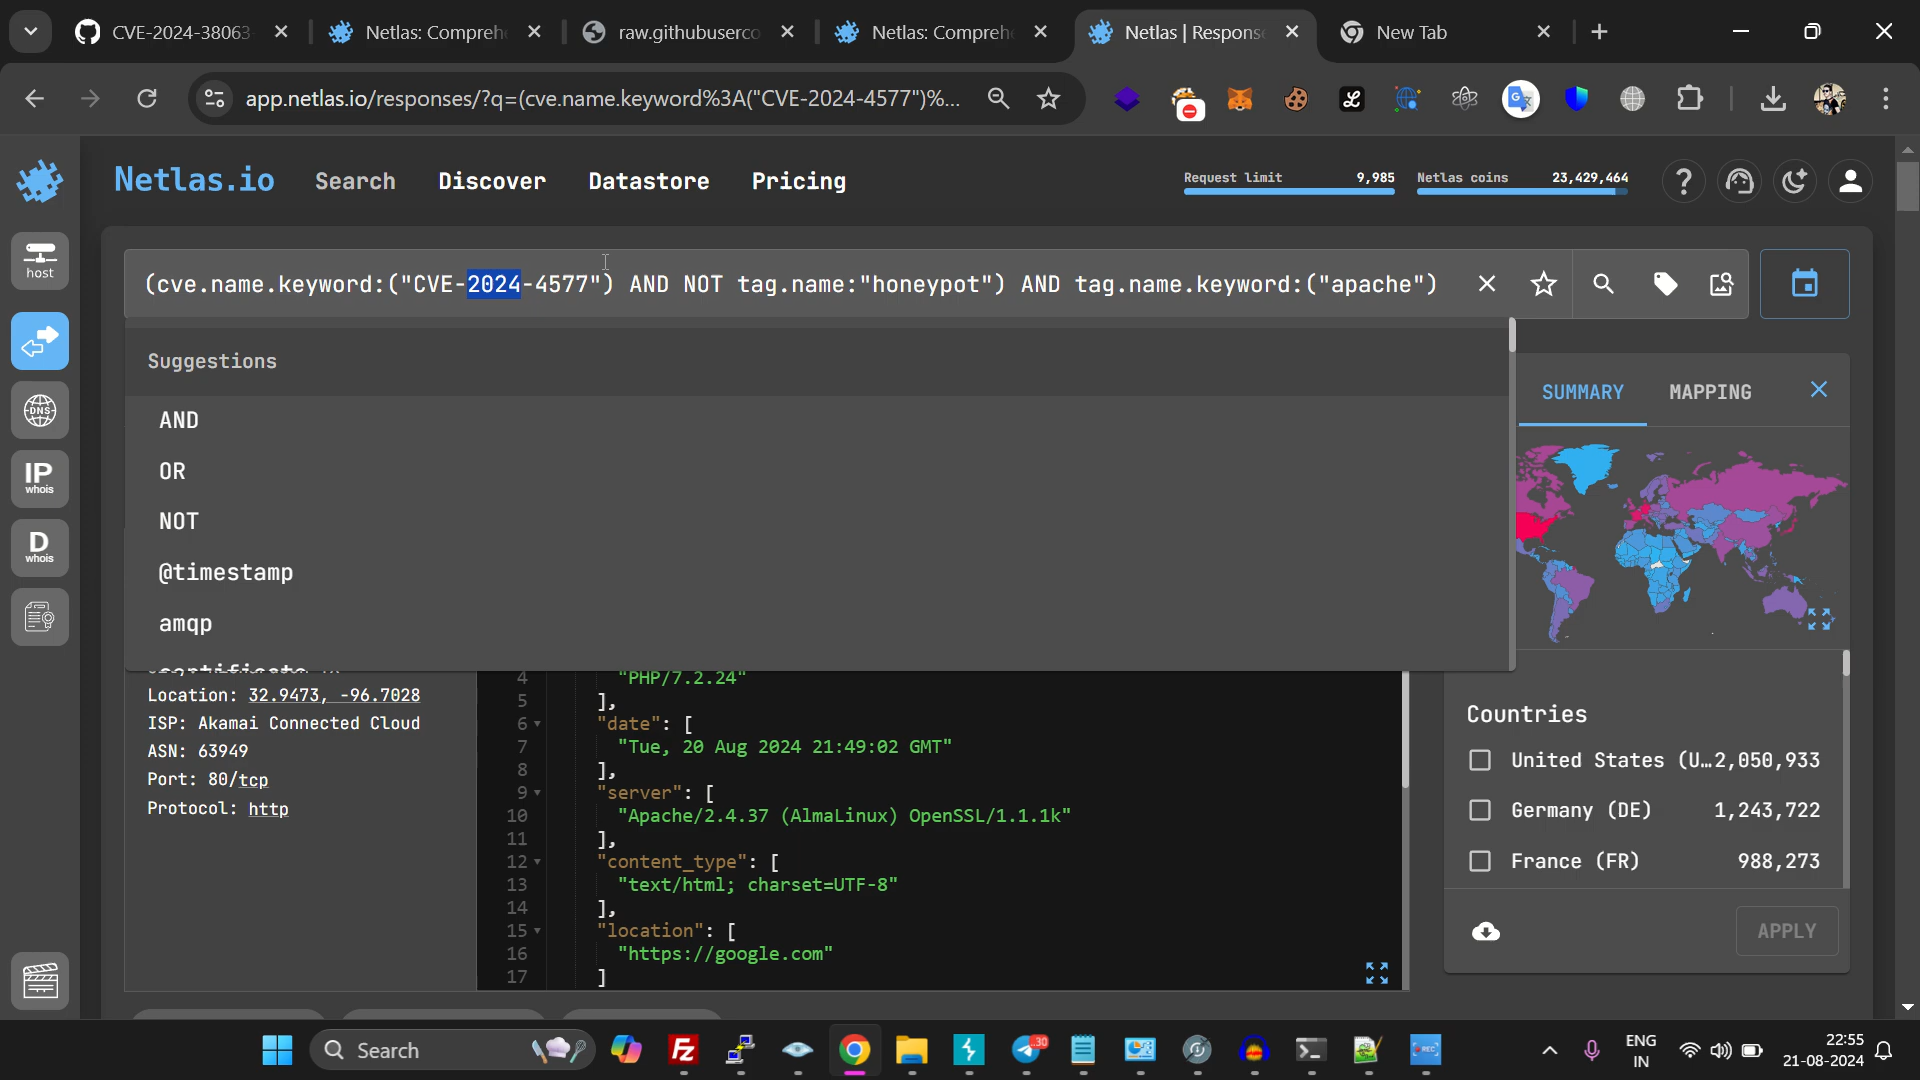 CVE-2024-38063
Netlas: Compreh
raw.githubuserco
Netlas: Compreh
Netlas | Respons
New Tab
app.netlas.io/responses/?q=(cve.name.keyword%3A("CVE-2024-4577")%...
Netlas.io
Search
Discover
Datastore
Pricing
Request limit 9,985
Netlas coins 23,429,464
host
(cve.name.keyword:("CVE-2024-4577") AND NOT tag.name:"honeypot") AND tag.name.keyword:("apache")
Suggestions
AND
OR
NOT
@timestamp
amqp
DNS
IP
whois
D
whois
SUMMARY
MAPPING
Location: 32.9473, -96.7028
ISP: Akamai Connected Cloud
ASN: 63949
Port: 80/tcp
Protocol: http
4 "PHP/7.2.24"
5 ],
6 "date": [
7 "Tue, 20 Aug 2024 21:49:02 GMT"
8 ],
9 "server": [
10 "Apache/2.4.37 (AlmaLinux) OpenSSL/1.1.1k"
11 ],
12 "content_type": [
13 "text/html; charset=UTF-8"
14 ],
15 "location": [
16 "https://google.com"
17 ]
Countries
United States (U…2,050,933
Germany (DE) 1,243,722
France (FR) 988,273
APPLY
Search
30
REC
ENG
IN
22:55
21-08-2024